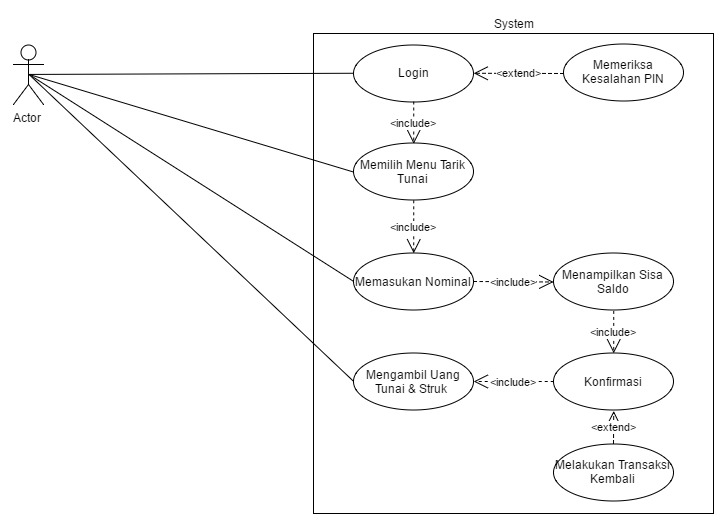 System
Actor
Login
<extend>
Memeriksa
Kesalahan PIN
<include>
Memilih Menu Tarik
Tunai
<include>
Memasukan Nominal
<include>
Menampilkan Sisa
Saldo
<include>
Mengambil Uang
Tunai & Struk
<include>
Konfirmasi
<extend>
Melakukan Transaksi
Kembali